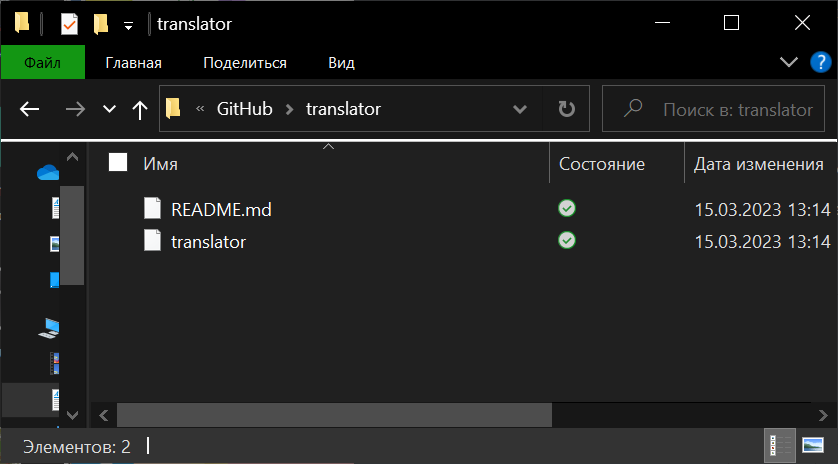 translator
Файл Главная Поделиться Вид
« GitHub > translator Поиск в: translator
Имя Состояние Дата изменения
README.md 15.03.2023 13:14
translator 15.03.2023 13:14
Элементов: 2